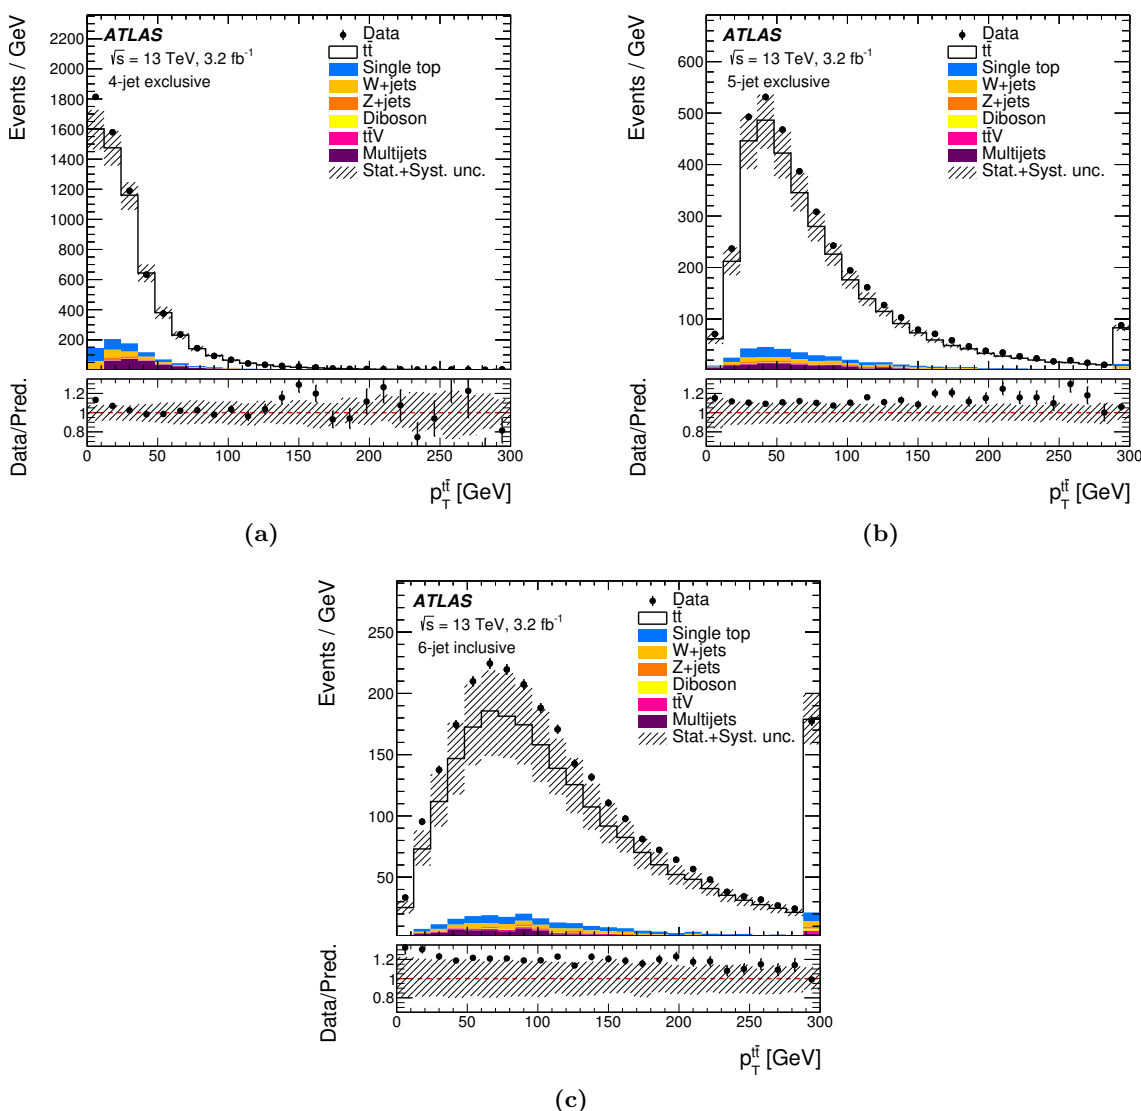 Events / GeV
2200
2000
1800
1600
1400
1200
1000
800
600
400
200
ATLAS
√s = 13 TeV, 3.2 fb⁻¹
4-jet exclusive
Data
tt̄
Single top
W+jets
Z+jets
Diboson
tt̄V
Multijets
Stat.+Syst. unc.
Data/Pred.
1.2
1
0.8
0 50 100 150 200 250 300
p_T^{tt̄} [GeV]
(a)
Events / GeV
600
500
400
300
200
100
ATLAS
√s = 13 TeV, 3.2 fb⁻¹
5-jet exclusive
Data
tt̄
Single top
W+jets
Z+jets
Diboson
tt̄V
Multijets
Stat.+Syst. unc.
Data/Pred.
1.2
1
0.8
0 50 100 150 200 250 300
p_T^{tt̄} [GeV]
(b)
Events / GeV
250
200
150
100
50
ATLAS
√s = 13 TeV, 3.2 fb⁻¹
6-jet inclusive
Data
tt̄
Single top
W+jets
Z+jets
Diboson
tt̄V
Multijets
Stat.+Syst. unc.
Data/Pred.
1.2
1
0.8
0 50 100 150 200 250 300
p_T^{tt̄} [GeV]
(c)